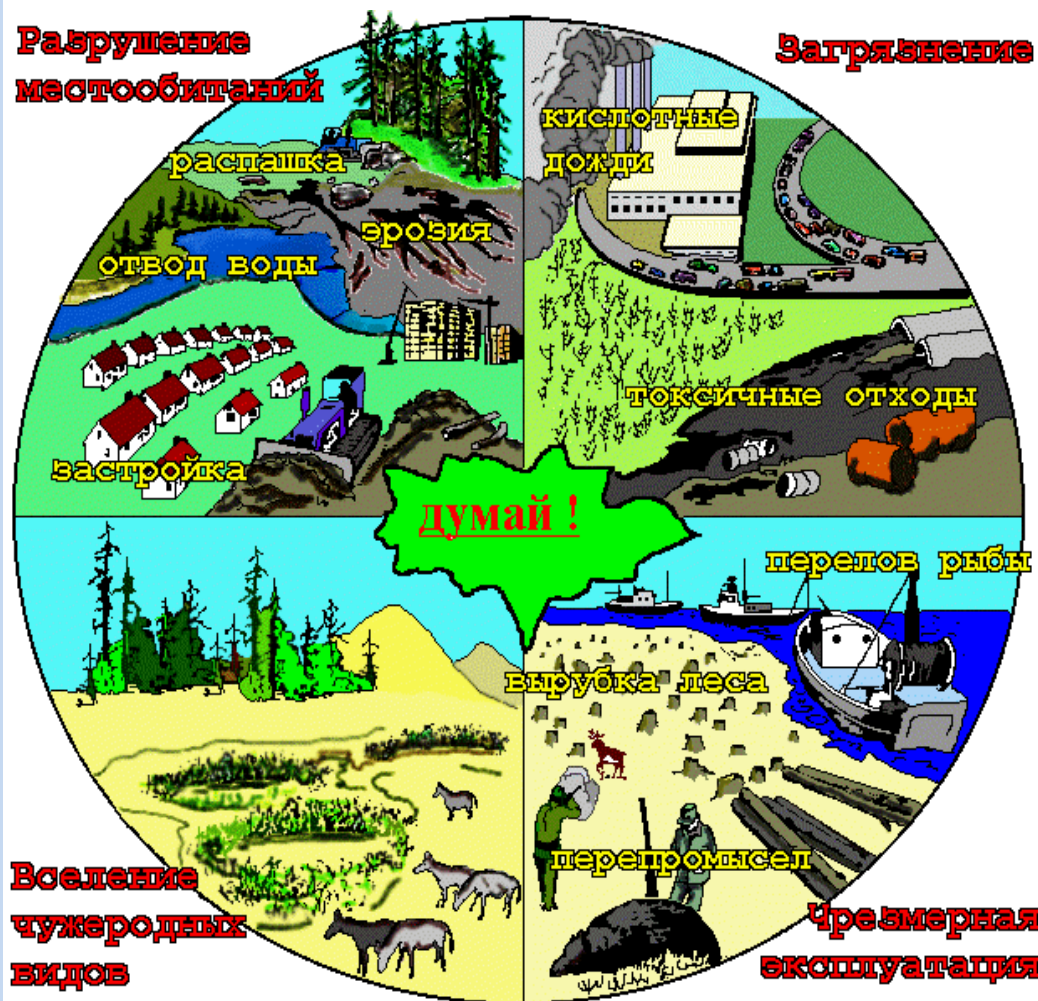 Разрушение
местообитаний
распашка
эрозия
отвод воды
застройка
Загрязнение
кислотные
дожди
токсичные отходы
думай !
Вселение
чужеродных
видов
перелов рыбы
вырубка леса
перепромысел
Чрезмерная
эксплуатация